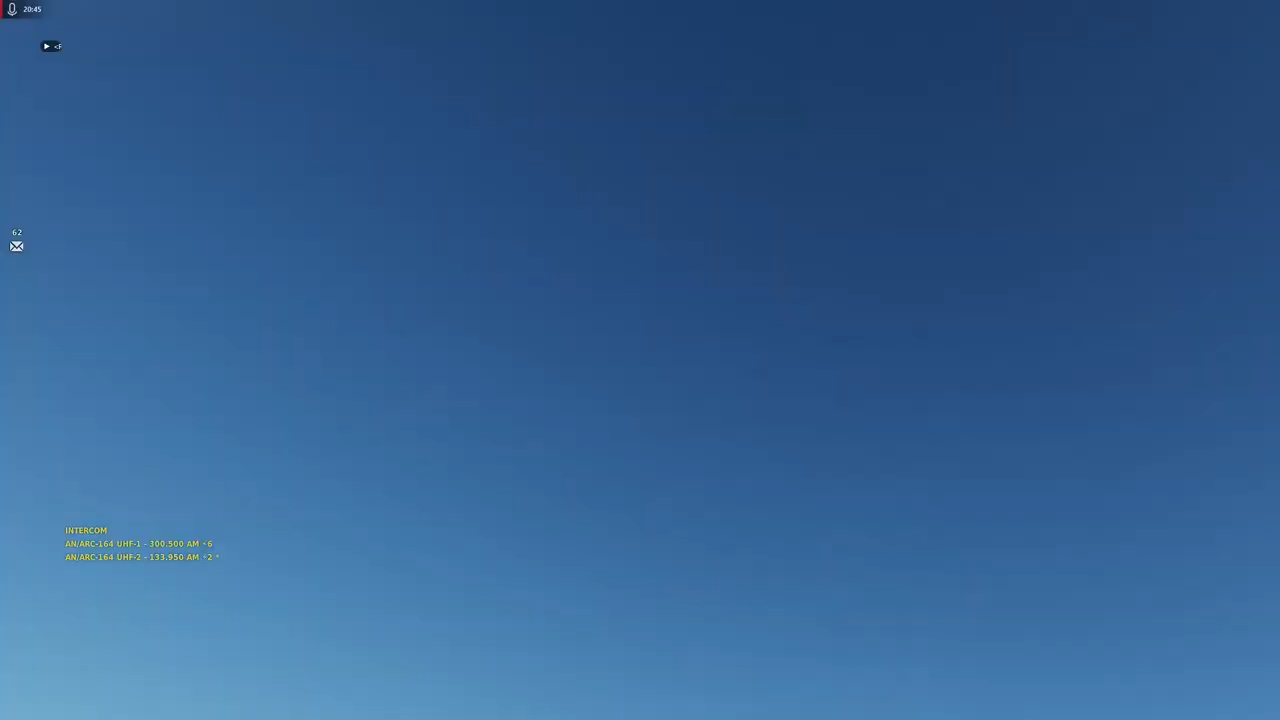 20:45
<F
62
INTERCOM
AN/ARC-164 UHF-1 - 300.500 AM
AN/ARC-164 UHF-2 - 133.950 AM